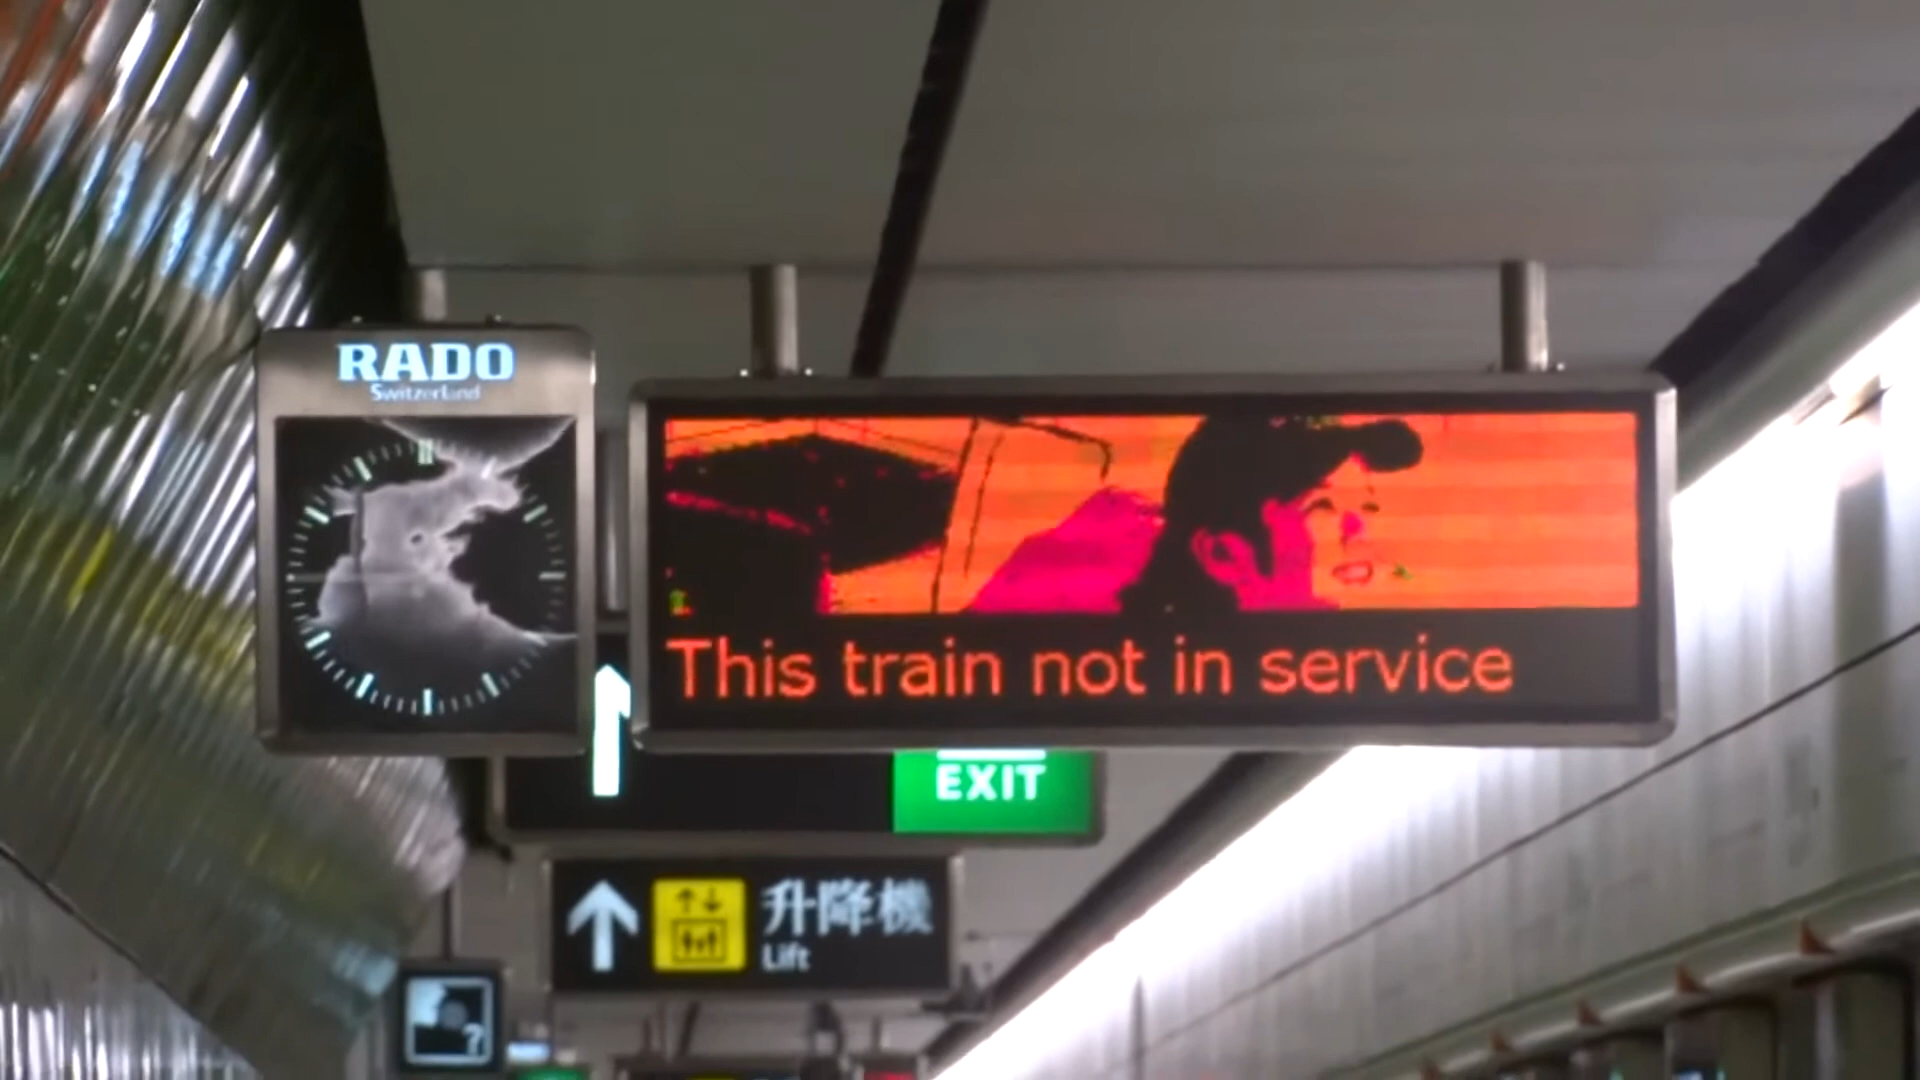 RADO
Switzerland
This train not in service
EXIT
升降機
Lift
?